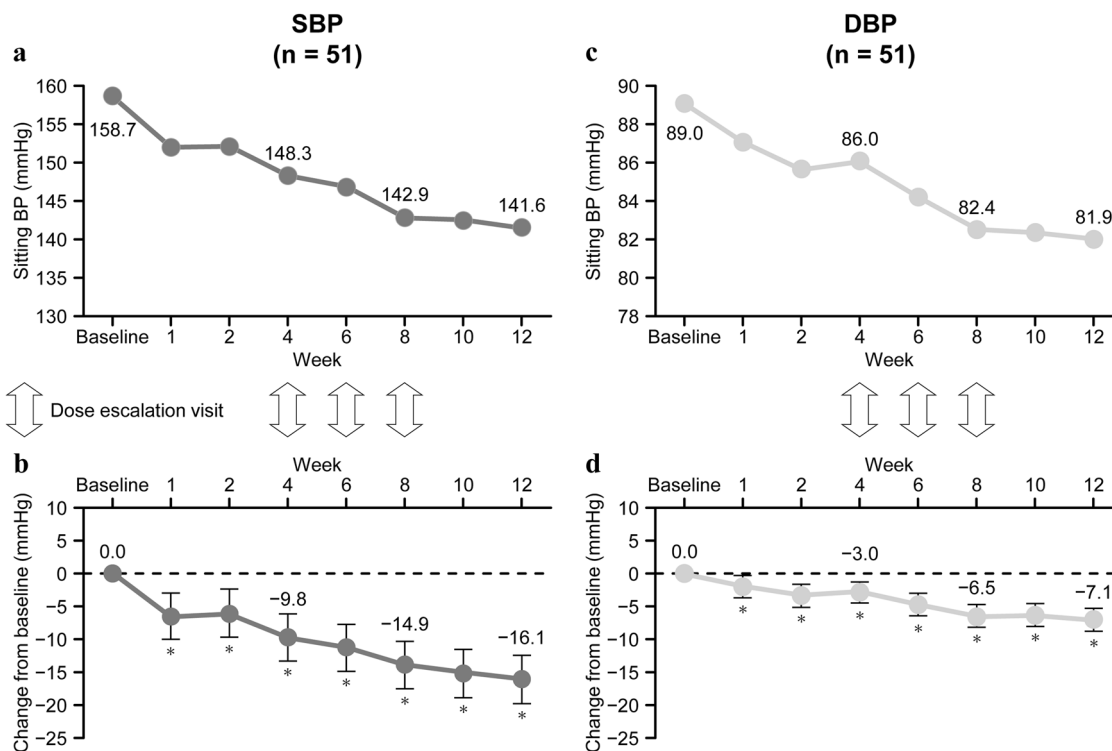 SBP
(n = 51)
a
Sitting BP (mmHg)
160
155
150
145
140
135
130
158.7
148.3
142.9
141.6
Baseline 1 2 4 6 8 10 12
Week
DBP
(n = 51)
c
Sitting BP (mmHg)
90
88
86
84
82
80
78
89.0
86.0
82.4
81.9
Baseline 1 2 4 6 8 10 12
Week
Dose escalation visit
b
Week
Baseline 1 2 4 6 8 10 12
Change from baseline (mmHg)
10
5
0
−5
−10
−15
−20
−25
0.0
−9.8
−14.9
−16.1
* * * * * * *
d
Week
Baseline 1 2 4 6 8 10 12
Change from baseline (mmHg)
10
5
0
−5
−10
−15
−20
−25
0.0
−3.0
−6.5
−7.1
* * * * * * *